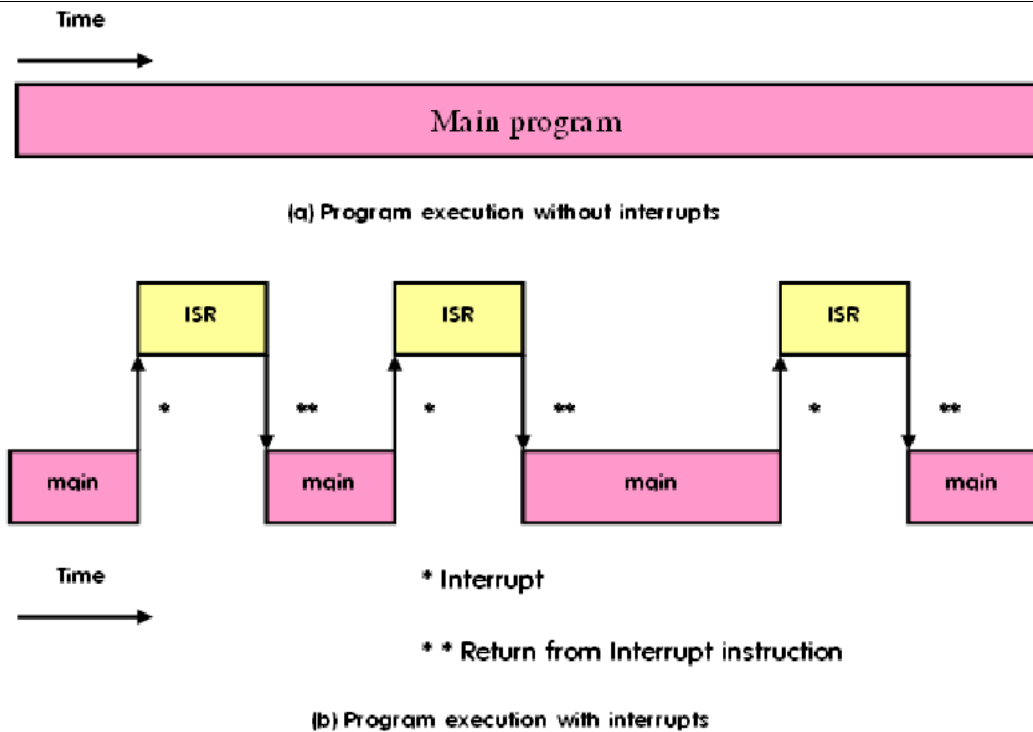 Time
Main program
(a) Program execution without interrupts
ISR ISR ISR
* ** * ** * **
main main main main
Time
* Interrupt
* * Return from Interrupt instruction
(b) Program execution with interrupts